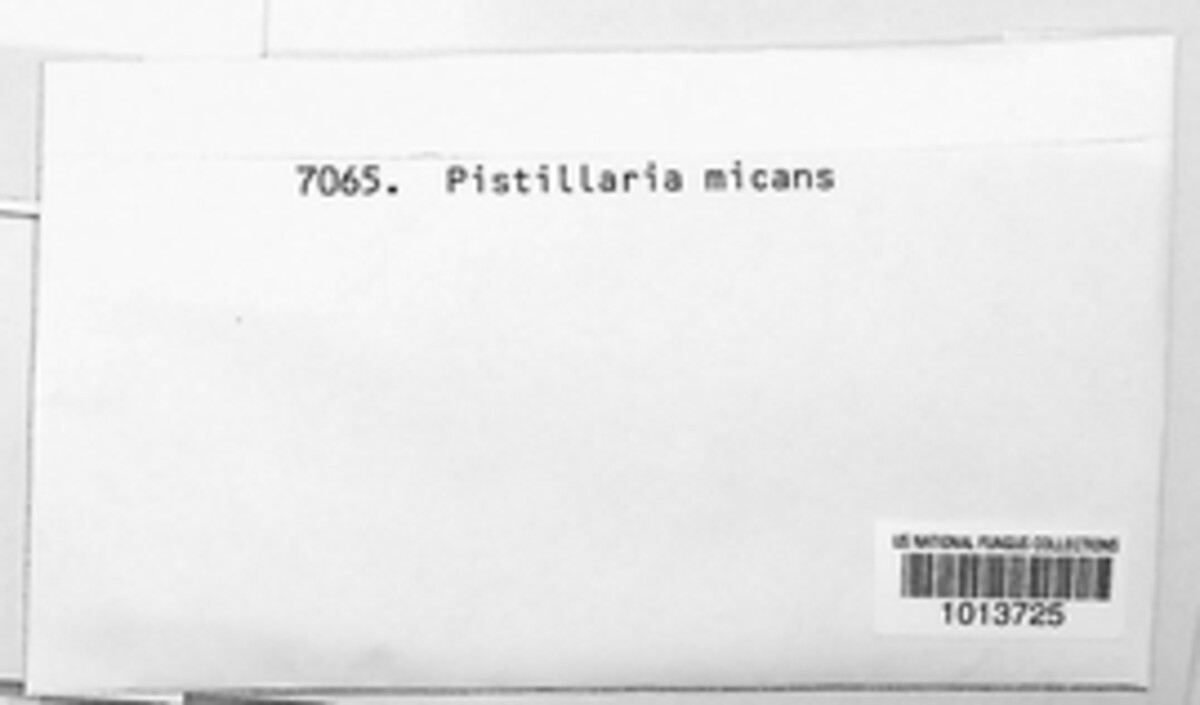 7065. Pistillaria micans
US NATIONAL FUNGUS COLLECTIONS
1013725